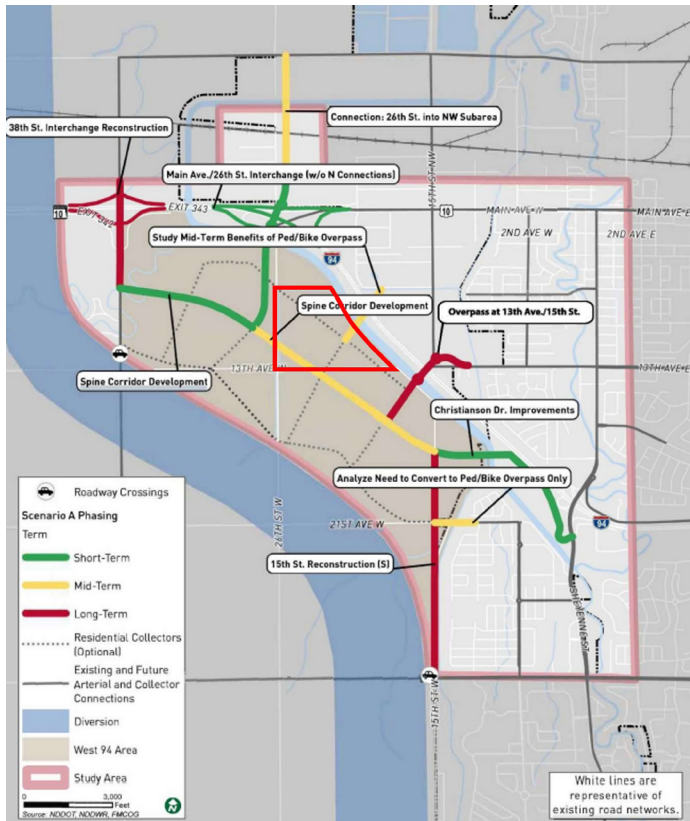 Connection: 26th St. into NW Subarea
38th St. Interchange Reconstruction
15TH ST NW
Main Ave./26th St. Interchange (w/o N Connections)
EXIT 343
10
EXIT 342
10
MAIN AVE W
MAIN AVE E
2ND AVE W
2ND AVE E
Study Mid-Term Benefits of Ped/Bike Overpass
94
Spine Corridor Development
Overpass at 13th Ave./15th St.
13TH AVE W
13TH AVE E
Spine Corridor Development
Christianson Dr. Improvements
Analyze Need to Convert to Ped/Bike Overpass Only
26TH ST W
21ST AVE W
94
15th St. Reconstruction (S)
SHEYENNE ST
15TH ST W
Roadway Crossings
Scenario A Phasing
Term
Short-Term
Mid-Term
Long-Term
Residential Collectors
(Optional)
Existing and Future
Arterial and Collector
Connections
Diversion
West 94 Area
Study Area
0 3,000
Feet
N
Source: NDDOT, NDDWR, FMCOG
White lines are
representative of
existing road networks.